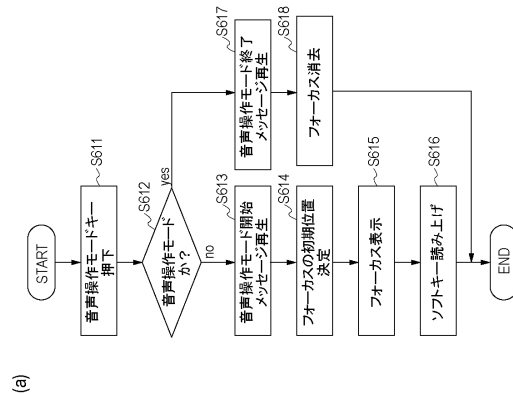 (a)
START
音声操作モードキー
押下
S611
音声操作モード
か?
S612
yes
no
音声操作モード開始
メッセージ再生
S613
フォーカスの初期位置
決定
S614
フォーカス表示
S615
ソフトキー読み上げ
S616
音声操作モード終了
メッセージ再生
S617
フォーカス消去
S618
END